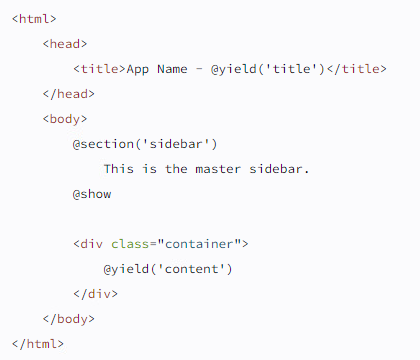 <html>
    <head>
        <title>App Name - @yield('title')</title>
    </head>
    <body>
        @section('sidebar')
            This is the master sidebar.
        @show

        <div class="container">
            @yield('content')
        </div>
    </body>
</html>